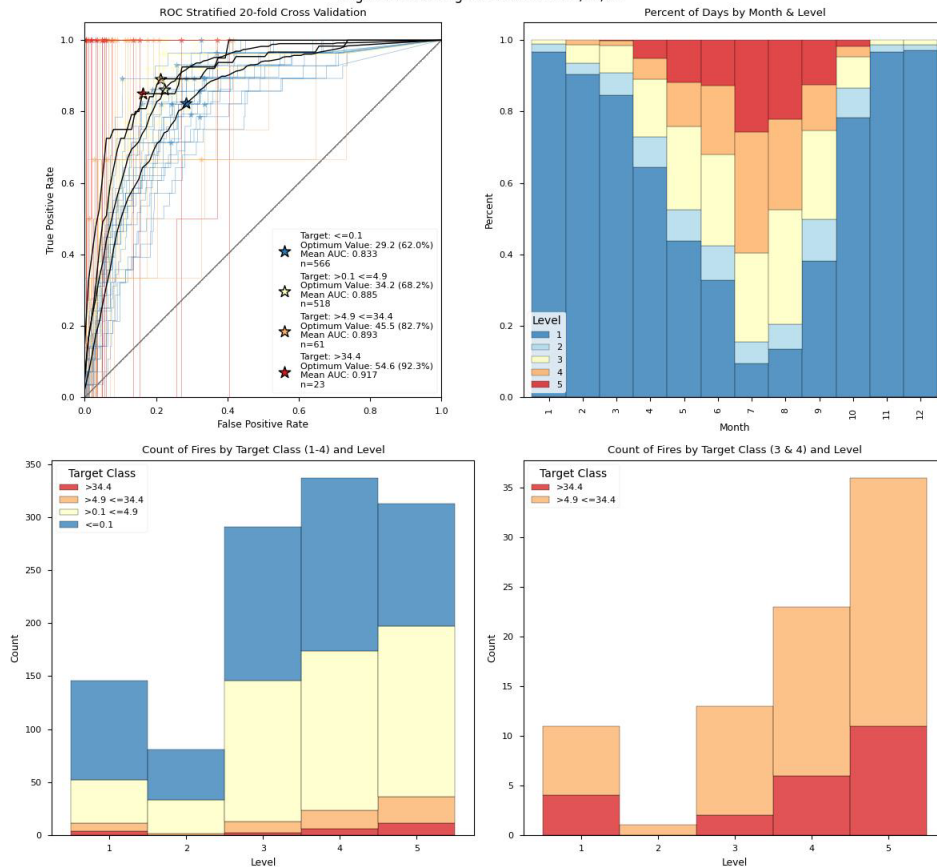 ROC Stratified 20-fold Cross Validation
1.0
0.8
0.6
0.4
0.2
0.0
True Positive Rate
Target: <=0.1
Optimum Value: 29.2 (62.0%)
Mean AUC: 0.833
n=566
Target: >0.1 <=4.9
Optimum Value: 34.2 (68.2%)
Mean AUC: 0.885
n=518
Target: >4.9 <=34.4
Optimum Value: 45.5 (82.7%)
Mean AUC: 0.893
n=61
Target: >34.4
Optimum Value: 54.6 (92.3%)
Mean AUC: 0.917
n=23
0.0 0.2 0.4 0.6 0.8 1.0
False Positive Rate
Percent of Days by Month & Level
1.0
0.8
0.6
0.4
0.2
0.0
Percent
Level
1
2
3
4
5
1 2 3 4 5 6 7 8 9 10 11 12
Month
Count of Fires by Target Class (1-4) and Level
350
300
250
200
150
100
50
0
Count
Target Class
>34.4
>4.9 <=34.4
>0.1 <=4.9
<=0.1
1 2 3 4 5
Level
Count of Fires by Target Class (3 & 4) and Level
35
30
25
20
15
10
5
0
Count
Target Class
>34.4
>4.9 <=34.4
1 2 3 4 5
Level